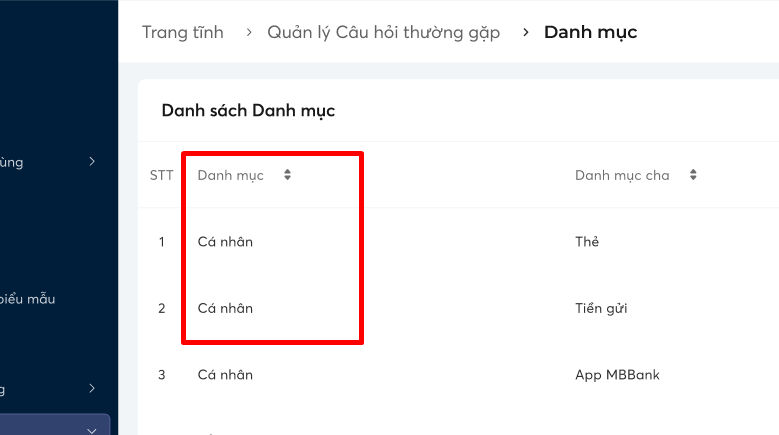 Trang tĩnh > Quản lý Câu hỏi thường gặp > Danh mục
Danh sách Danh mục
STT Danh mục Danh mục cha
1 Cá nhân Thẻ
2 Cá nhân Tiền gửi
3 Cá nhân App MBBank
ùng
biểu mẫu